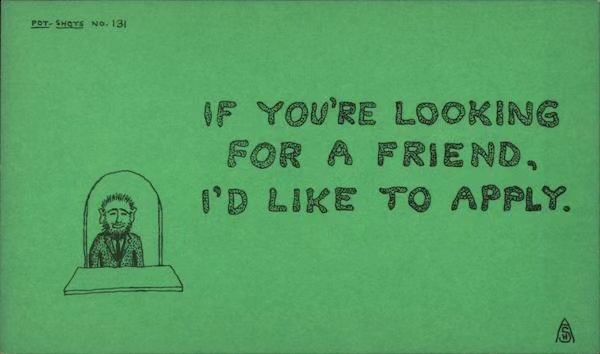 POT-SHOTS NO. 131
IF YOU'RE LOOKING
FOR A FRIEND,
I'D LIKE TO APPLY.